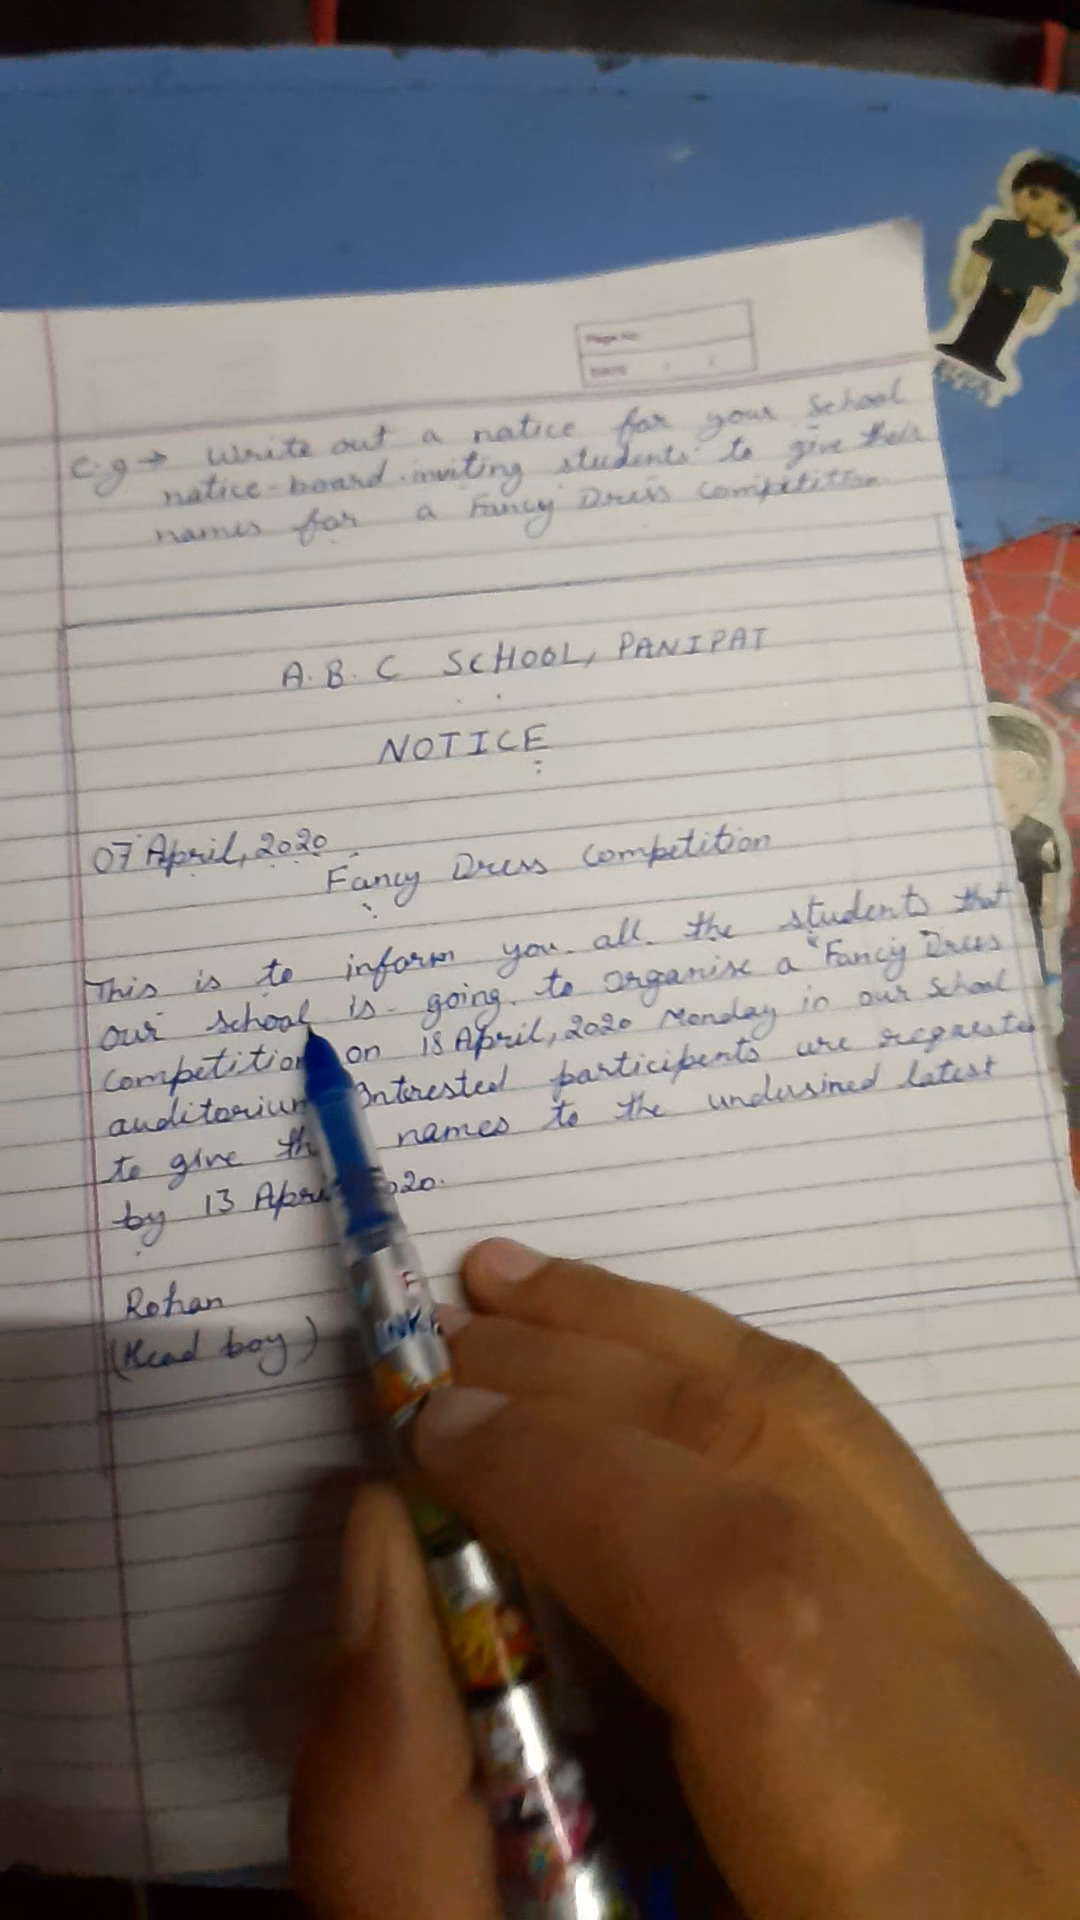 Page No.
DATE
e.g → Write out a notice for your School
notice-board inviting students to give their
names for a Fancy Dress Competition
A.B.C SCHOOL, PANIPAT
NOTICE
07 April, 2020
Fancy Dress Competition
This is to inform you all the students that
our school is going to organise a "Fancy Dress
Competition on 18 April, 2020 Monday in our School
auditorium Interested participents are requested
to give names to the undersined latest
by 13 April 2020.
Rohan
(Head boy)